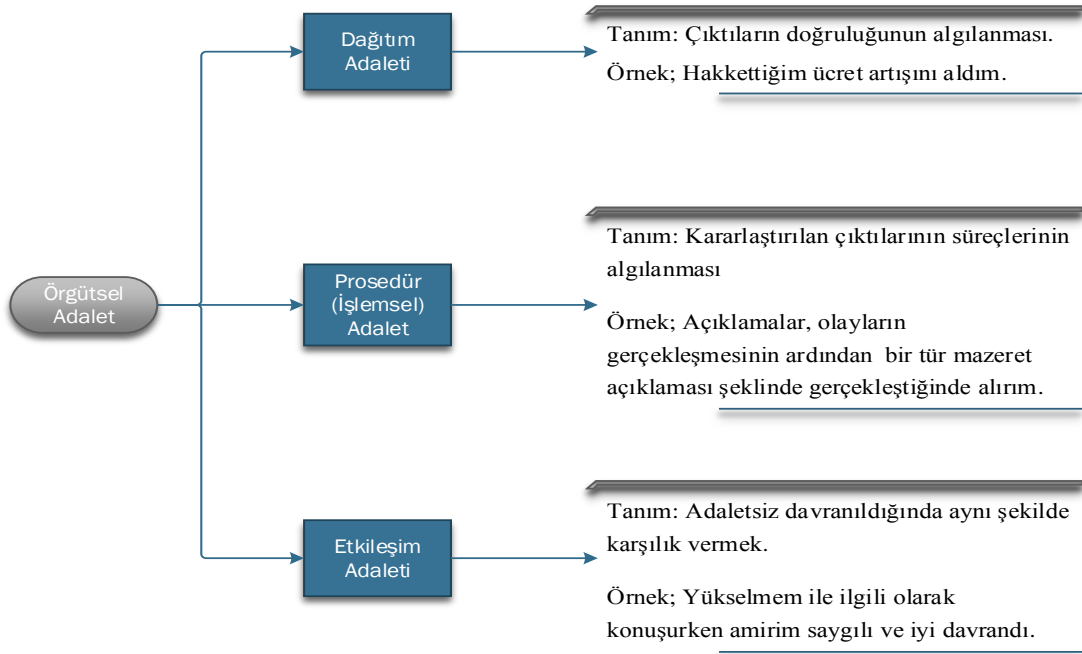 Örgütsel
Adalet
Dağıtım
Adaleti
Tanım: Çıktıların doğruluğunun algılanması.
Örnek; Hakkettiğim ücret artışını aldım.
Prosedür
(İşlemsel)
Adalet
Tanım: Kararlaştırılan çıktılarının süreçlerinin
algılanması
Örnek; Açıklamalar, olayların
gerçekleşmesinin ardından bir tür mazeret
açıklaması şeklinde gerçekleştiğinde alırım.
Etkileşim
Adaleti
Tanım: Adaletsiz davranıldığında aynı şekilde
karşılık vermek.
Örnek; Yükselmem ile ilgili olarak
konuşurken amirim saygılı ve iyi davrandı.